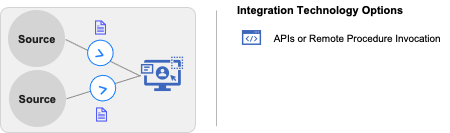 Source
Source
Integration Technology Options
APIs or Remote Procedure Invocation